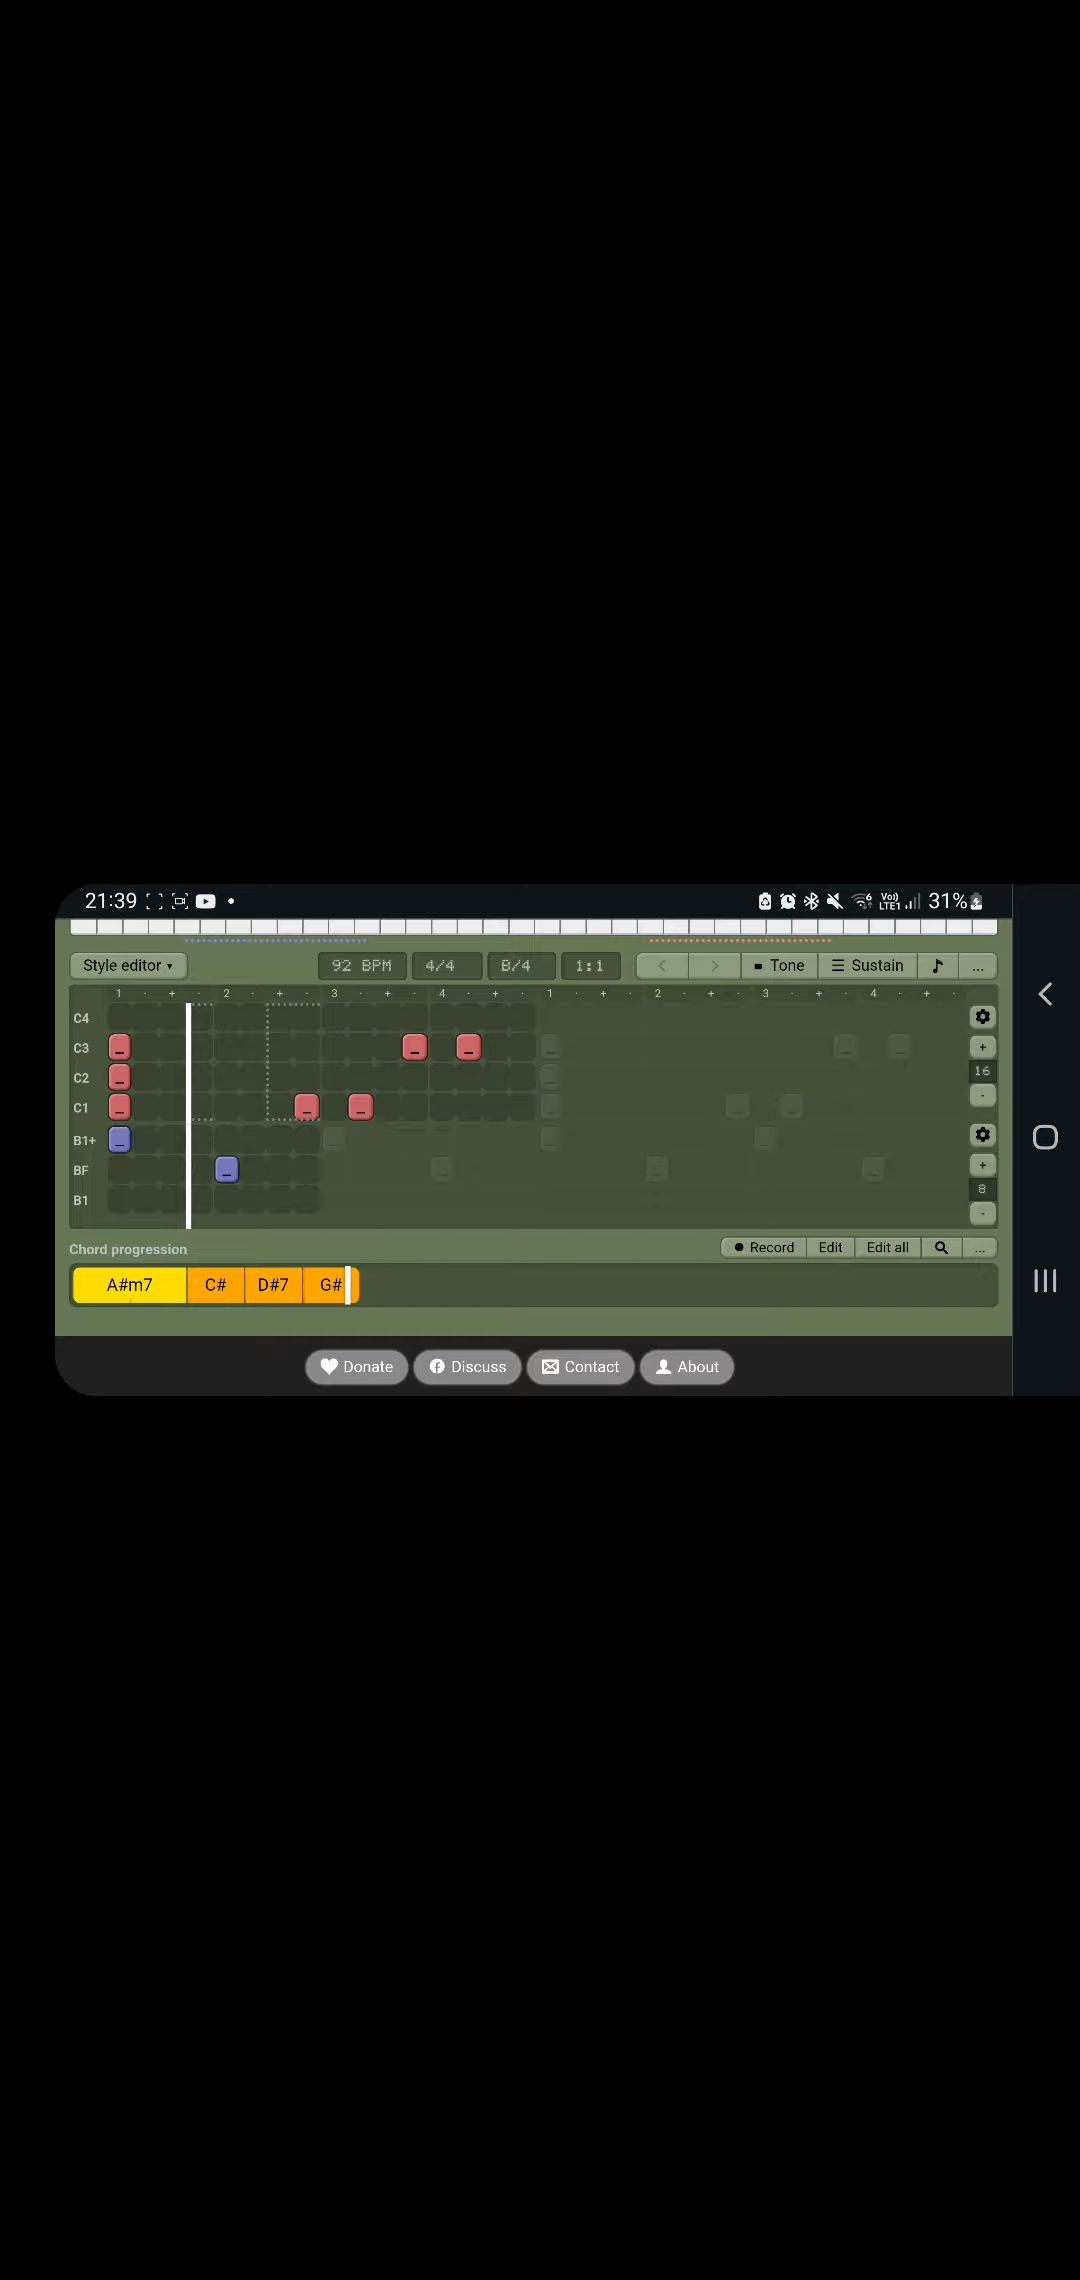 21:39 Vo)) LTE1 31%
Style editor ▾ 92 BPM 4/4 B/4 1:1 < > Tone Sustain ...
1 · + · 2 · + · 3 · + · 4 · + · 1 · + · 2 · + · 3 · + · 4 · + ·
C4
C3 +
C2 16
C1 -
B1+
BF +
8
B1 -
Chord progression Record Edit Edit all ...
A#m7 C# D#7 G#
Donate Discuss Contact About